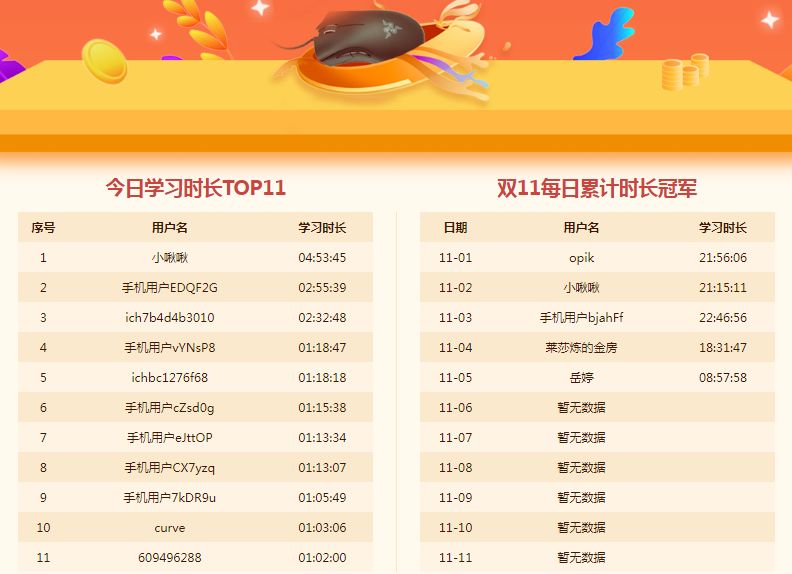 今日学习时长TOP11
序号 用户名 学习时长
1 小啾啾 04:53:45
2 手机用户EDQF2G 02:55:39
3 ich7b4d4b3010 02:32:48
4 手机用户vYNsP8 01:18:47
5 ichbc1276f68 01:18:18
6 手机用户cZsd0g 01:15:38
7 手机用户eJttOP 01:13:34
8 手机用户CX7yzq 01:13:07
9 手机用户7kDR9u 01:05:49
10 curve 01:03:06
11 609496288 01:02:00
双11每日累计时长冠军
日期 用户名 学习时长
11-01 opik 21:56:06
11-02 小啾啾 21:15:11
11-03 手机用户bjahFf 22:46:56
11-04 莱莎炼的金房 18:31:47
11-05 岳婷 08:57:58
11-06 暂无数据
11-07 暂无数据
11-08 暂无数据
11-09 暂无数据
11-10 暂无数据
11-11 暂无数据